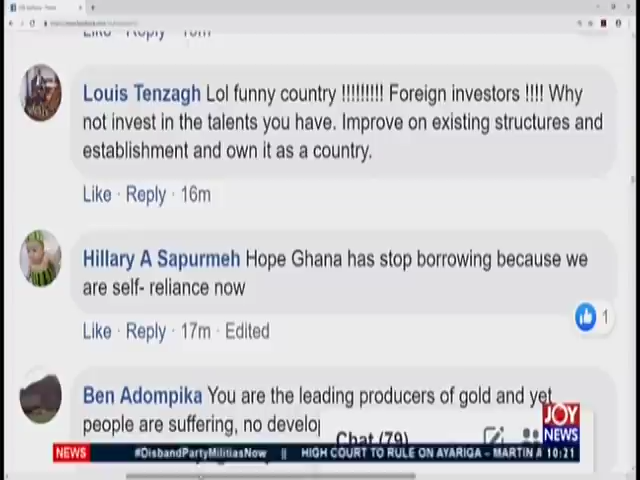 Louis Tenzagh Lol funny country !!!!!!!!! Foreign investors !!!! Why
not invest in the talents you have. Improve on existing structures and
establishment and own it as a country.
Like · Reply · 16m
Hillary A Sapurmeh Hope Ghana has stop borrowing because we
are self- reliance now
1
Like · Reply · 17m · Edited
Ben Adompika You are the leading producers of gold and yet
people are suffering, no develop
Chat (79)
JOY
NEWS
NEWS #DisbandPartyMilitiasNow || HIGH COURT TO RULE ON AYARIGA – MARTIN A 10:21